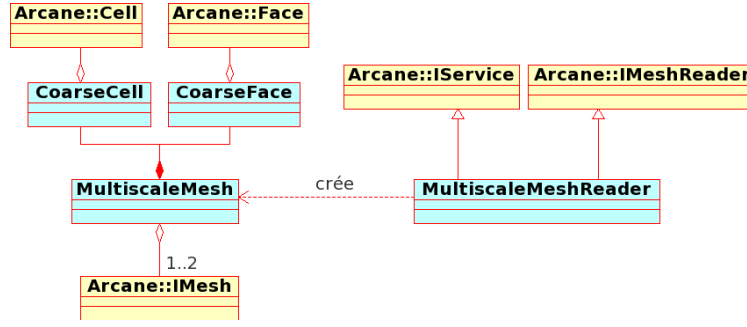 Arcane::Cell
Arcane::Face
Arcane::IService
Arcane::IMeshReader
CoarseCell
CoarseFace
MultiscaleMesh
crée
MultiscaleMeshReader
1..2
Arcane::IMesh